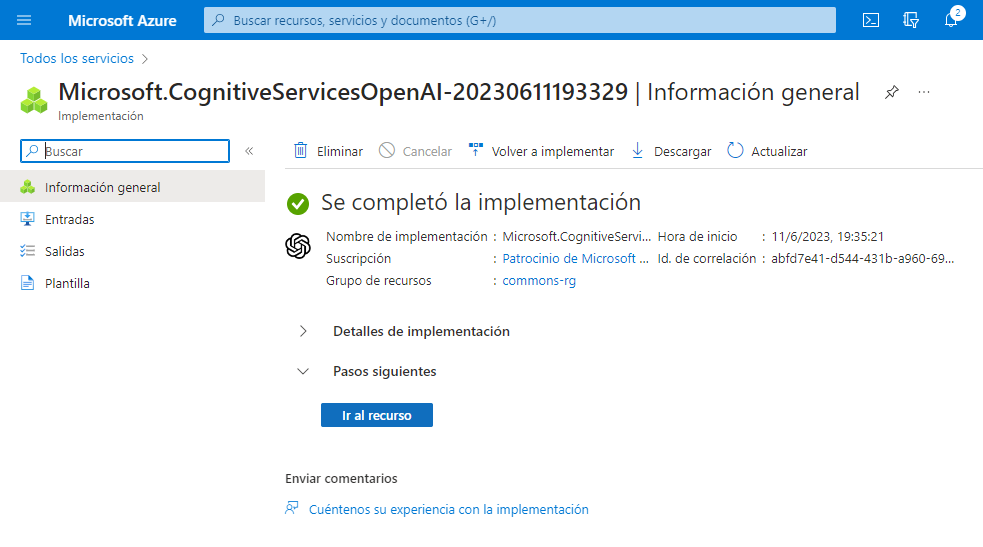 Microsoft Azure
Buscar recursos, servicios y documentos (G+/)
2
Todos los servicios
Microsoft.CognitiveServicesOpenAI-20230611193329 | Información general
Implementación
Buscar
Eliminar Cancelar Volver a implementar Descargar Actualizar
Información general
Entradas
Salidas
Plantilla
Se completó la implementación
Nombre de implementación : Microsoft.CognitiveServi... Hora de inicio : 11/6/2023, 19:35:21
Suscripción : Patrocinio de Microsoft ... Id. de correlación : abfd7e41-d544-431b-a960-69...
Grupo de recursos : commons-rg
Detalles de implementación
Pasos siguientes
Ir al recurso
Enviar comentarios
Cuéntenos su experiencia con la implementación